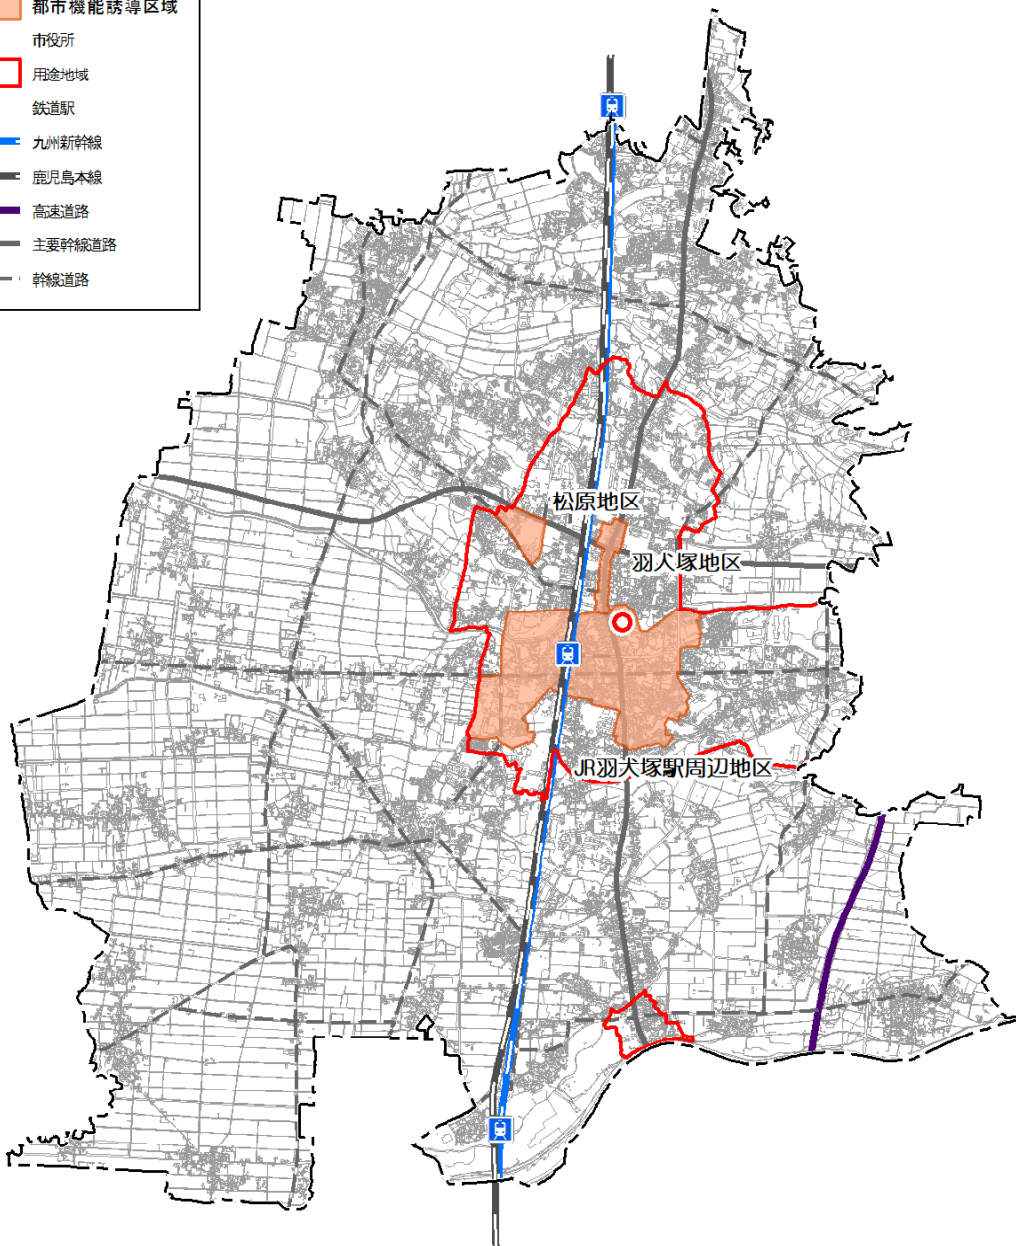 都市機能誘導区域
市役所
用途地域
鉄道駅
九州新幹線
鹿児島本線
高速道路
主要幹線道路
幹線道路
松原地区
羽犬塚地区
JR羽犬塚駅周辺地区